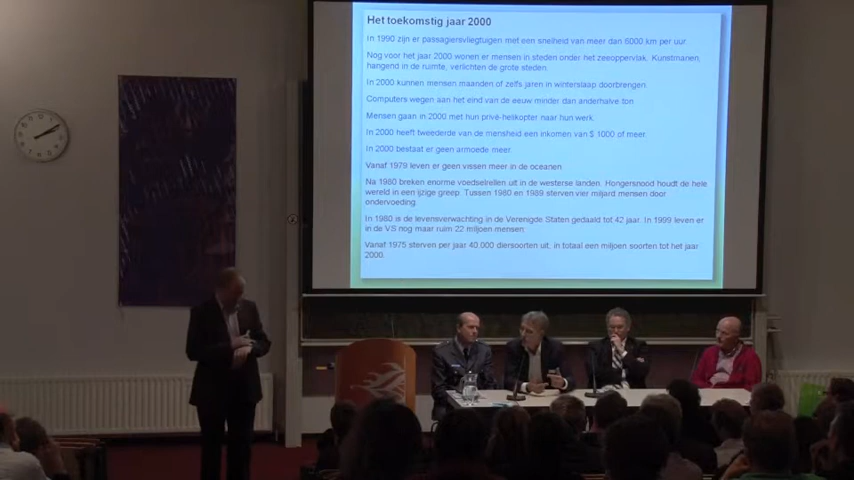 Het toekomstig jaar 2000
In 1990 zijn er passagiersvliegtuigen met een snelheid van meer dan 6000 km per uur
Nog voor het jaar 2000 wonen er mensen in steden onder het zeeoppervlak. Kunstmanen,
hangend in de ruimte, verlichten de grote steden.
In 2000 kunnen mensen maanden of zelfs jaren in winterslaap doorbrengen.
Computers wegen aan het eind van de eeuw minder dan anderhalve ton
Mensen gaan in 2000 met hun privé-helikopter naar hun werk.
In 2000 heeft tweederde van de mensheid een inkomen van $ 1000 of meer
In 2000 bestaat er geen armoede meer.
Vanaf 1979 leven er geen vissen meer in de oceanen
Na 1980 breken enorme voedselrellen uit in de westerse landen. Hongersnood houdt de hele
wereld in een ijzige greep. Tussen 1980 en 1989 sterven vier miljard mensen door
ondervoeding.
In 1980 is de levensverwachting in de Verenigde Staten gedaald tot 42 jaar. In 1999 leven er
in de VS nog maar ruim 22 miljoen mensen
Vanaf 1975 sterven per jaar 40.000 diersoorten uit, in totaal een miljoen soorten tot het jaar
2000.